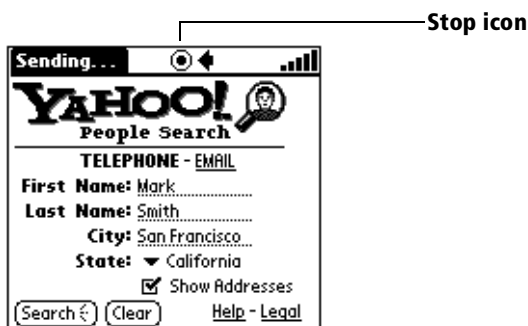 Stop icon
Sending...
YAHOO!
People Search
TELEPHONE - EMAIL
First Name: Mark
Last Name: Smith
City: San Francisco
State: California
Show Addresses
Search Clear Help - Legal